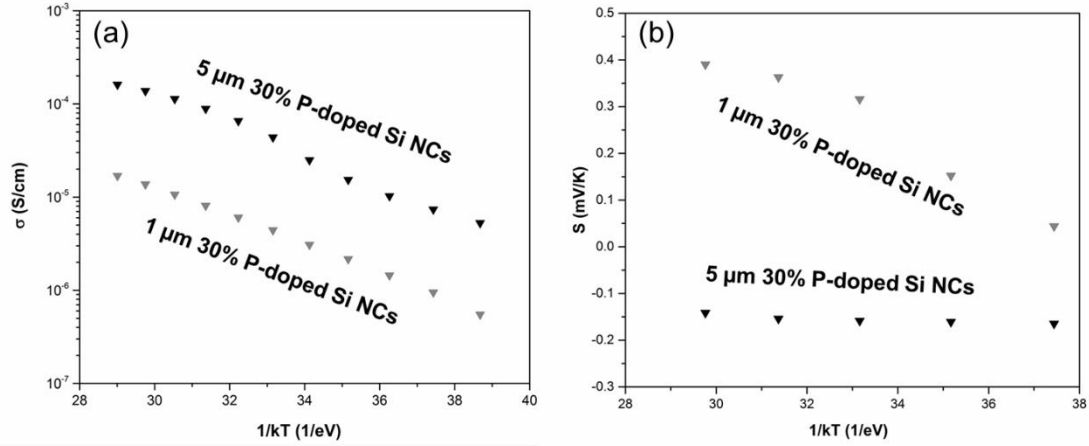 (a)
10⁻³
10⁻⁴
10⁻⁵
10⁻⁶
10⁻⁷
σ (S/cm)
5 µm 30% P-doped Si NCs
1 µm 30% P-doped Si NCs
28 30 32 34 36 38 40
1/kT (1/eV)
(b)
0.5
0.4
0.3
0.2
0.1
0.0
-0.1
-0.2
-0.3
S (mV/K)
1 µm 30% P-doped Si NCs
5 µm 30% P-doped Si NCs
28 30 32 34 36 38
1/kT (1/eV)